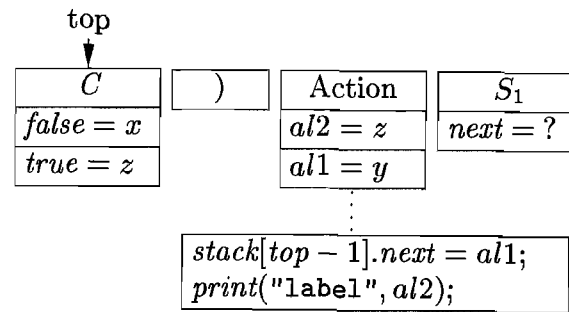 top
C ) Action S₁
false = x al2 = z next = ?
true = z al1 = y
stack[top − 1].next = al1;
print("label", al2);